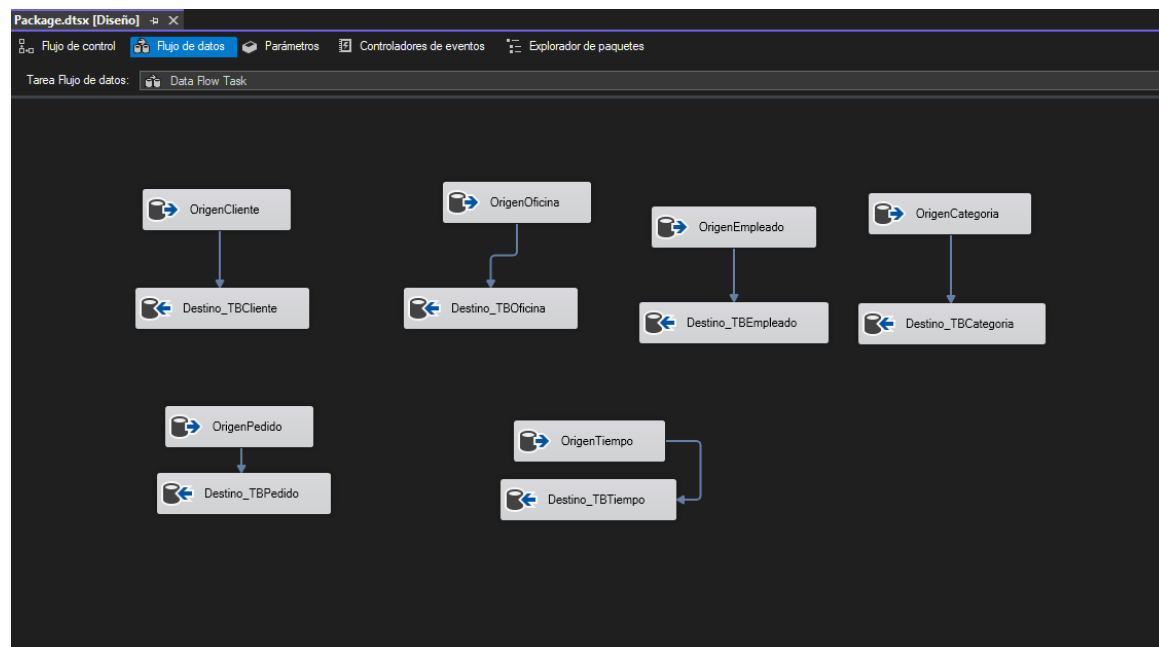 Package.dtsx [Diseño]
Flujo de control Flujo de datos Parámetros Controladores de eventos Explorador de paquetes
Tarea Flujo de datos: Data Flow Task
OrigenCliente
OrigenOficina
OrigenEmpleado
OrigenCategoria
Destino_TBCliente
Destino_TBOficina
Destino_TBEmpleado
Destino_TBCategoria
OrigenPedido
OrigenTiempo
Destino_TBPedido
Destino_TBTiempo